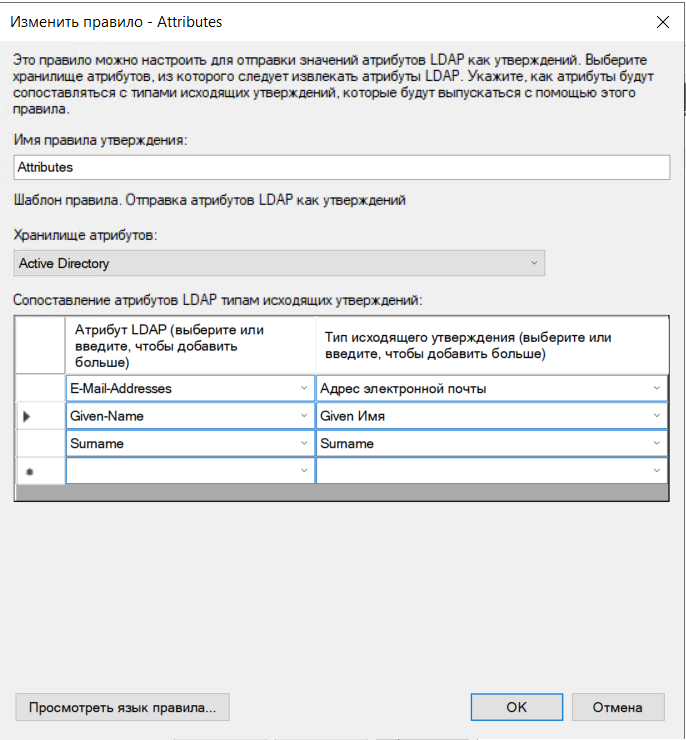 Изменить правило - Attributes
Это правило можно настроить для отправки значений атрибутов LDAP как утверждений. Выберите
хранилище атрибутов, из которого следует извлекать атрибуты LDAP. Укажите, как атрибуты будут
сопоставляться с типами исходящих утверждений, которые будут выпускаться с помощью этого
правила.
Имя правила утверждения:
Attributes
Шаблон правила. Отправка атрибутов LDAP как утверждений
Хранилище атрибутов:
Active Directory
Сопоставление атрибутов LDAP типам исходящих утверждений:
Атрибут LDAP (выберите или
введите, чтобы добавить
больше)
Тип исходящего утверждения (выберите или
введите, чтобы добавить больше)
E-Mail-Addresses Адрес электронной почты
Given-Name Given Имя
Surname Surname
Просмотреть язык правила... OK Отмена